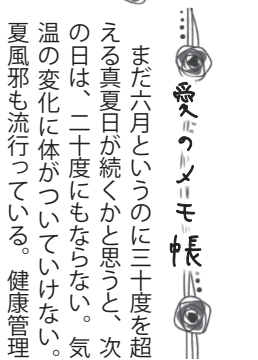 愛のメモ帳
まだ六月というのに三十度を超
える真夏日が続くかと思うと、次
の日は、二十度にもならない。気
温の変化に体がついていけない。
夏風邪も流行っている。健康管理